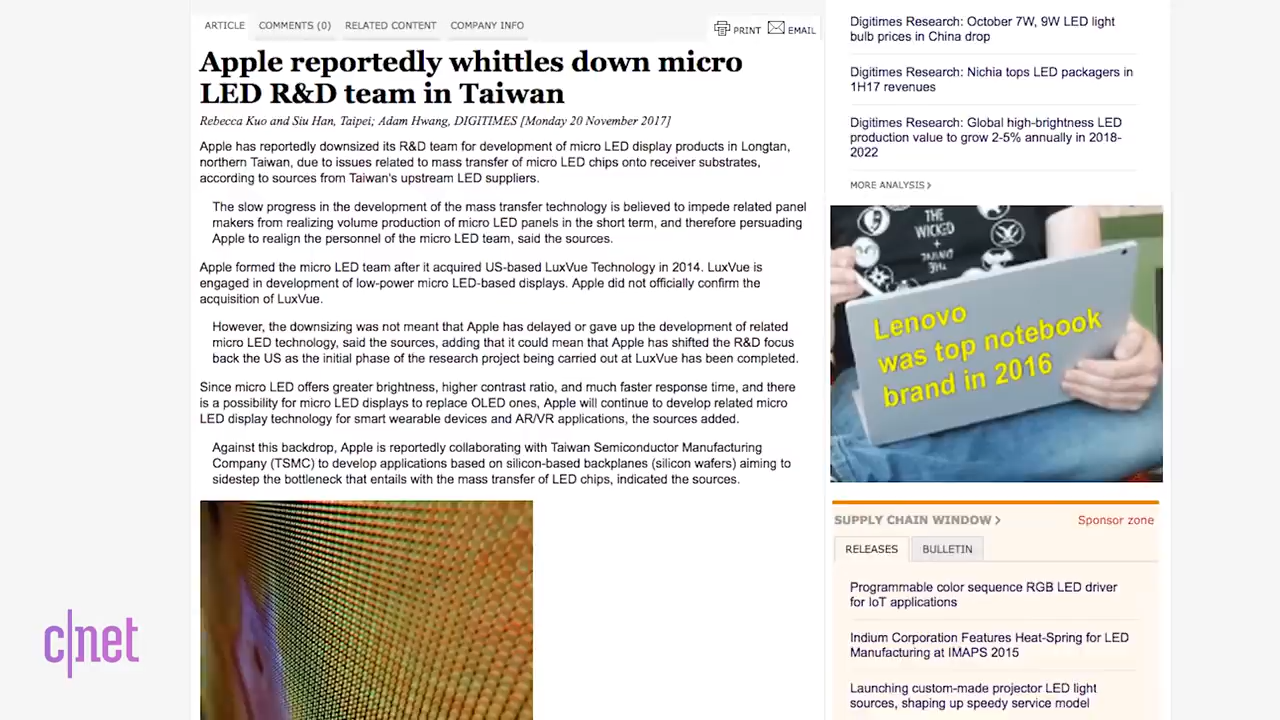 ARTICLE COMMENTS (0) RELATED CONTENT COMPANY INFO
PRINT EMAIL
Apple reportedly whittles down micro
LED R&D team in Taiwan
Rebecca Kuo and Siu Han, Taipei; Adam Hwang, DIGITIMES [Monday 20 November 2017]
Apple has reportedly downsized its R&D team for development of micro LED display products in Longtan,
northern Taiwan, due to issues related to mass transfer of micro LED chips onto receiver substrates,
according to sources from Taiwan's upstream LED suppliers.
The slow progress in the development of the mass transfer technology is believed to impede related panel
makers from realizing volume production of micro LED panels in the short term, and therefore persuading
Apple to realign the personnel of the micro LED team, said the sources.
Apple formed the micro LED team after it acquired US-based LuxVue Technology in 2014. LuxVue is
engaged in development of low-power micro LED-based displays. Apple did not officially confirm the
acquisition of LuxVue.
However, the downsizing was not meant that Apple has delayed or gave up the development of related
micro LED technology, said the sources, adding that it could mean that Apple has shifted the R&D focus
back the US as the initial phase of the research project being carried out at LuxVue has been completed.
Since micro LED offers greater brightness, higher contrast ratio, and much faster response time, and there
is a possibility for micro LED displays to replace OLED ones, Apple will continue to develop related micro
LED display technology for smart wearable devices and AR/VR applications, the sources added.
Against this backdrop, Apple is reportedly collaborating with Taiwan Semiconductor Manufacturing
Company (TSMC) to develop applications based on silicon-based backplanes (silicon wafers) aiming to
sidestep the bottleneck that entails with the mass transfer of LED chips, indicated the sources.
Digitimes Research: October 7W, 9W LED light
bulb prices in China drop
Digitimes Research: Nichia tops LED packagers in
1H17 revenues
Digitimes Research: Global high-brightness LED
production value to grow 2-5% annually in 2018-
2022
MORE ANALYSIS >
THE
WICKED
+
Lenovo
was top notebook
brand in 2016
SUPPLY CHAIN WINDOW > Sponsor zone
RELEASES BULLETIN
Programmable color sequence RGB LED driver
for IoT applications
Indium Corporation Features Heat-Spring for LED
Manufacturing at IMAPS 2015
Launching custom-made projector LED light
sources, shaping up speedy service model
c|net